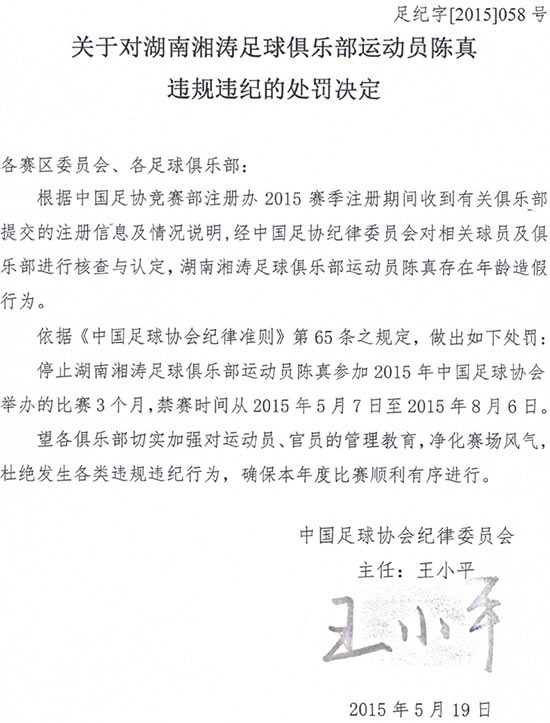 足纪字[2015]058 号
关于对湖南湘涛足球俱乐部运动员陈真
违规违纪的处罚决定
各赛区委员会、各足球俱乐部：
根据中国足协竞赛部注册办 2015 赛季注册期间收到有关俱乐部
提交的注册信息及情况说明,经中国足协纪律委员会对相关球员及俱
乐部进行核查与认定，湖南湘涛足球俱乐部运动员陈真存在年龄造假
行为。
依据《中国足球协会纪律准则》第 65 条之规定，做出如下处罚：
停止湖南湘涛足球俱乐部运动员陈真参加 2015 年中国足球协会
举办的比赛 3 个月,禁赛时间从 2015 年 5 月 7 日至 2015 年 8 月 6 日。
望各俱乐部切实加强对运动员、官员的管理教育，净化赛场风气，
杜绝发生各类违规违纪行为，确保本年度比赛顺利有序进行。
中国足球协会纪律委员会
主任：王小平
王小平
2015 年 5 月 19 日